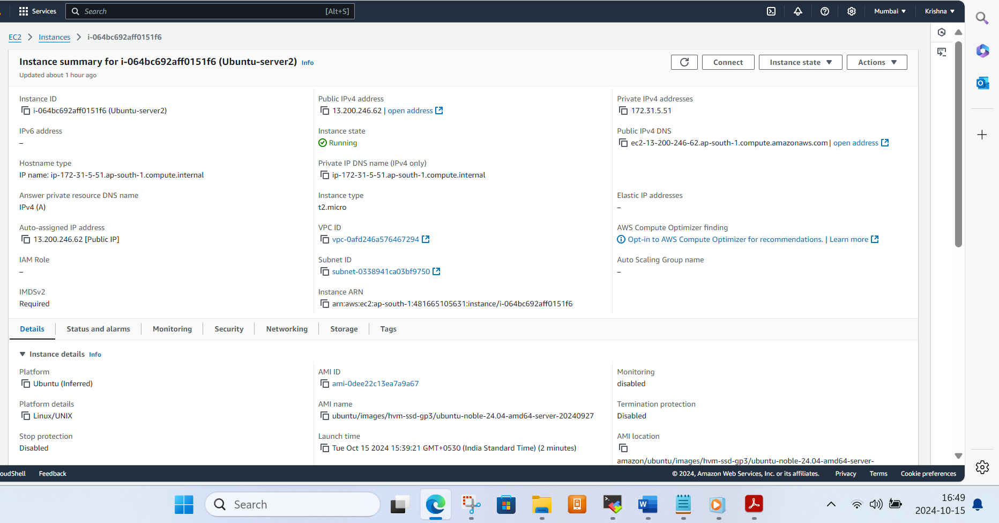 Services
Search
[Alt+S]
Mumbai
Krishna
EC2
Instances
i-064bc692aff0151f6
Instance summary for i-064bc692aff0151f6 (Ubuntu-server2) Info
Updated about 1 hour ago
Connect
Instance state
Actions
Instance ID
i-064bc692aff0151f6 (Ubuntu-server2)
Public IPv4 address
13.200.246.62 | open address
Private IPv4 addresses
172.31.5.51
IPv6 address
–
Instance state
Running
Public IPv4 DNS
ec2-13-200-246-62.ap-south-1.compute.amazonaws.com | open address
Hostname type
IP name: ip-172-31-5-51.ap-south-1.compute.internal
Private IP DNS name (IPv4 only)
ip-172-31-5-51.ap-south-1.compute.internal
Answer private resource DNS name
IPv4 (A)
Instance type
t2.micro
Elastic IP addresses
–
Auto-assigned IP address
13.200.246.62 [Public IP]
VPC ID
vpc-0afd246a576467294
AWS Compute Optimizer finding
Opt-in to AWS Compute Optimizer for recommendations. | Learn more
IAM Role
–
Subnet ID
subnet-0338941ca03bf9750
Auto Scaling Group name
–
IMDSv2
Required
Instance ARN
arn:aws:ec2:ap-south-1:481665105631:instance/i-064bc692aff0151f6
Details
Status and alarms
Monitoring
Security
Networking
Storage
Tags
Instance details Info
Platform
Ubuntu (Inferred)
AMI ID
ami-0dee22c13ea7a9a67
Monitoring
disabled
Platform details
Linux/UNIX
AMI name
ubuntu/images/hvm-ssd-gp3/ubuntu-noble-24.04-amd64-server-20240927
Termination protection
Disabled
Stop protection
Disabled
Launch time
Tue Oct 15 2024 15:39:21 GMT+0530 (India Standard Time) (2 minutes)
AMI location
amazon/ubuntu/images/hvm-ssd-gp3/ubuntu-noble-24.04-amd64-server-
oudShell
Feedback
© 2024, Amazon Web Services, Inc. or its affiliates.
Privacy
Terms
Cookie preferences
Search
16:49
2024-10-15